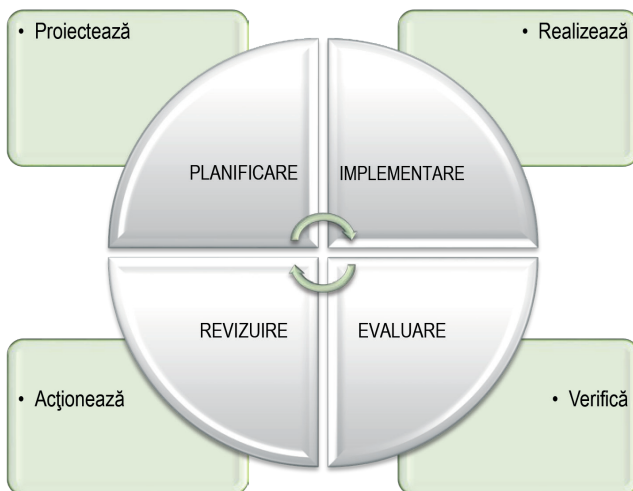 • Proiectează
• Realizează
PLANIFICARE
IMPLEMENTARE
REVIZUIRE
EVALUARE
• Acţionează
• Verifică